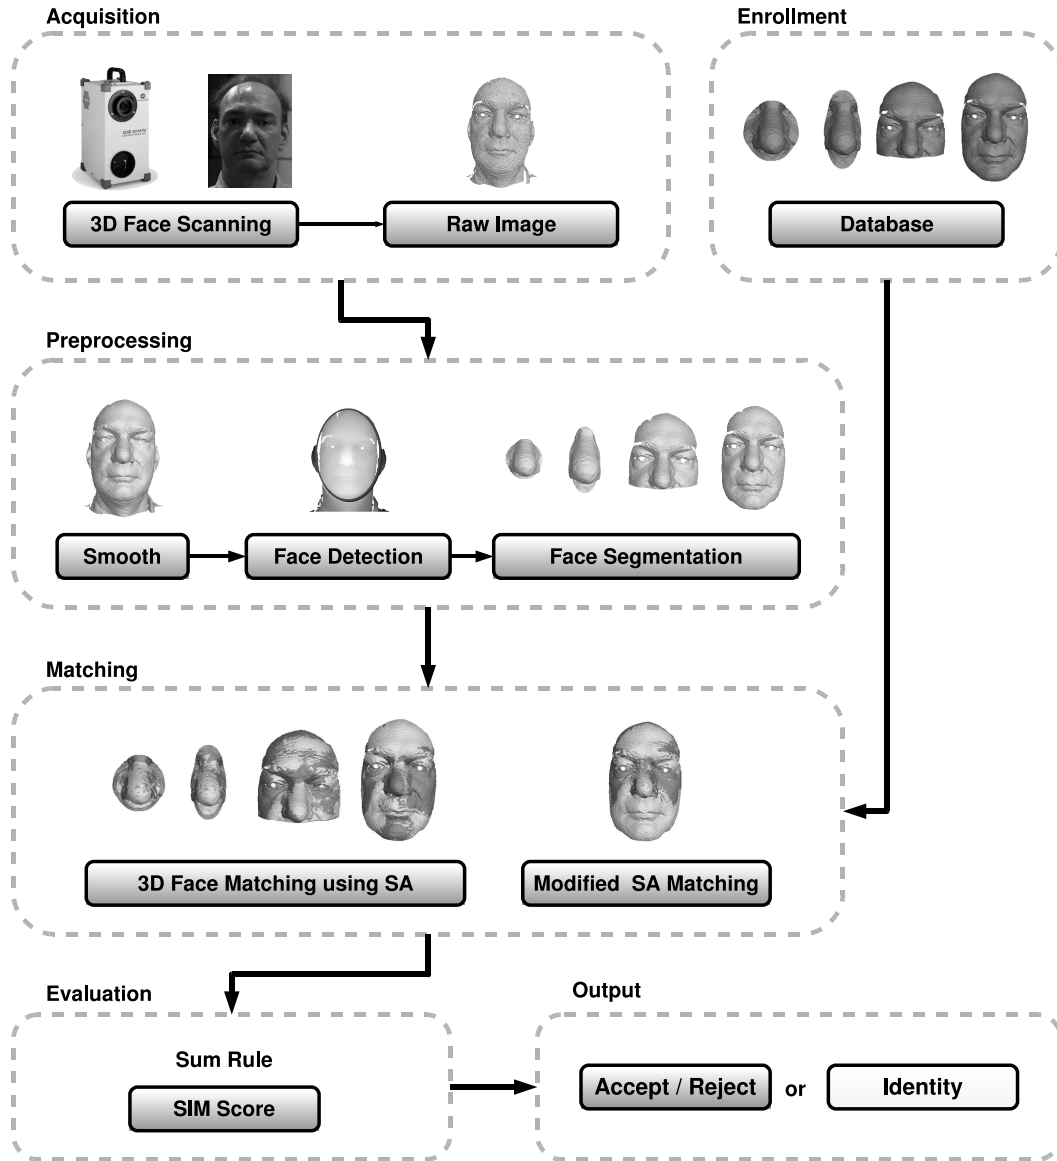 Acquisition
Enrollment
3D Face Scanning
Raw Image
Database
Preprocessing
Smooth
Face Detection
Face Segmentation
Matching
3D Face Matching using SA
Modified SA Matching
Evaluation
Output
Sum Rule
SIM Score
Accept / Reject or Identity